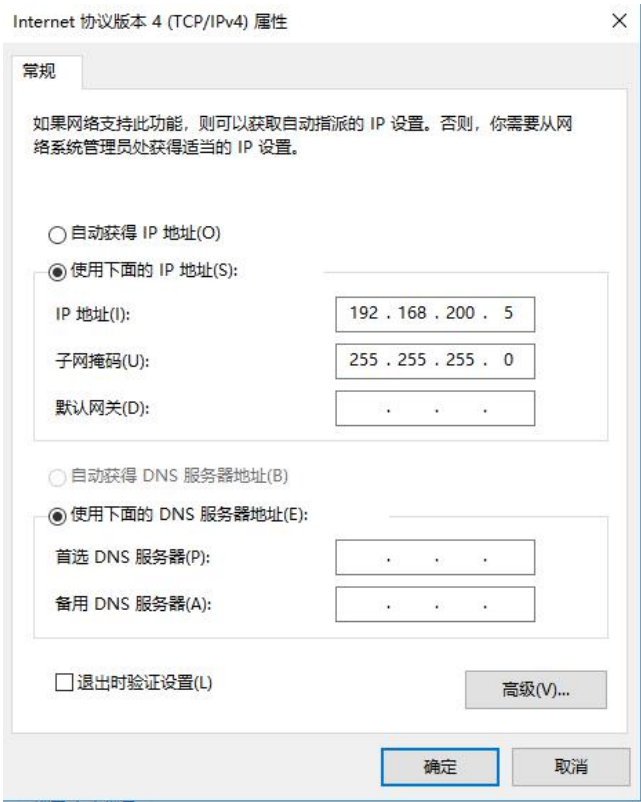 Internet 协议版本 4 (TCP/IPv4) 属性
常规
如果网络支持此功能，则可以获取自动指派的 IP 设置。否则，你需要从网
络系统管理员处获得适当的 IP 设置。
自动获得 IP 地址(O)
使用下面的 IP 地址(S):
IP 地址(I): 192 . 168 . 200 . 5
子网掩码(U): 255 . 255 . 255 . 0
默认网关(D): . . .
自动获得 DNS 服务器地址(B)
使用下面的 DNS 服务器地址(E):
首选 DNS 服务器(P): . . .
备用 DNS 服务器(A): . . .
退出时验证设置(L)
高级(V)...
确定 取消